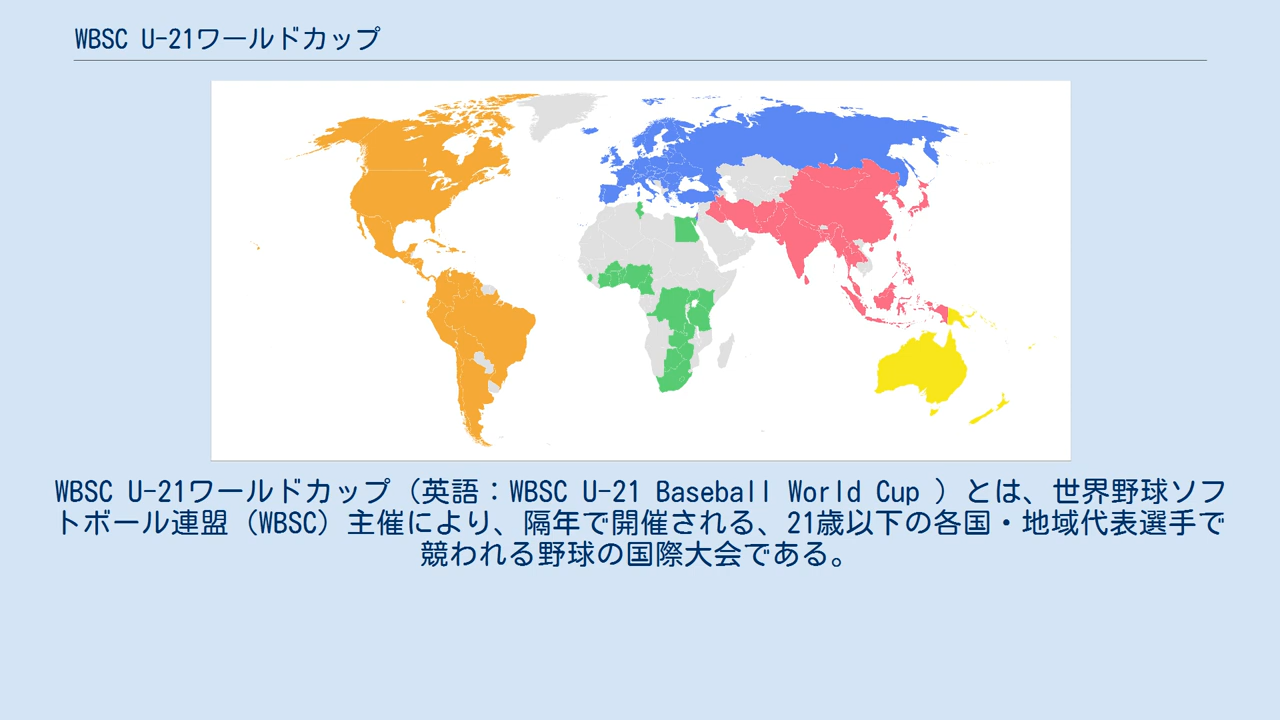 WBSC U-21ワールドカップ
WBSC U-21ワールドカップ（英語：WBSC U-21 Baseball World Cup ）とは、世界野球ソフ
トボール連盟（WBSC）主催により、隔年で開催される、21歳以下の各国・地域代表選手で
競われる野球の国際大会である。